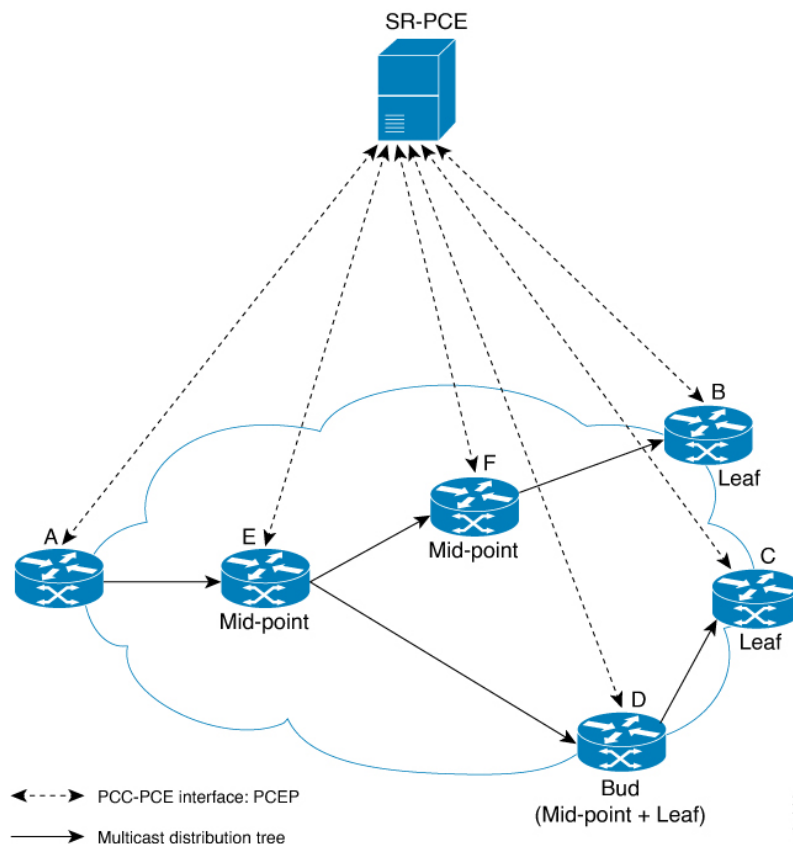 SR-PCE
B
Leaf
F
Mid-point
A
E
Mid-point
C
Leaf
D
Bud
(Mid-point + Leaf)
PCC-PCE interface: PCEP
Multicast distribution tree